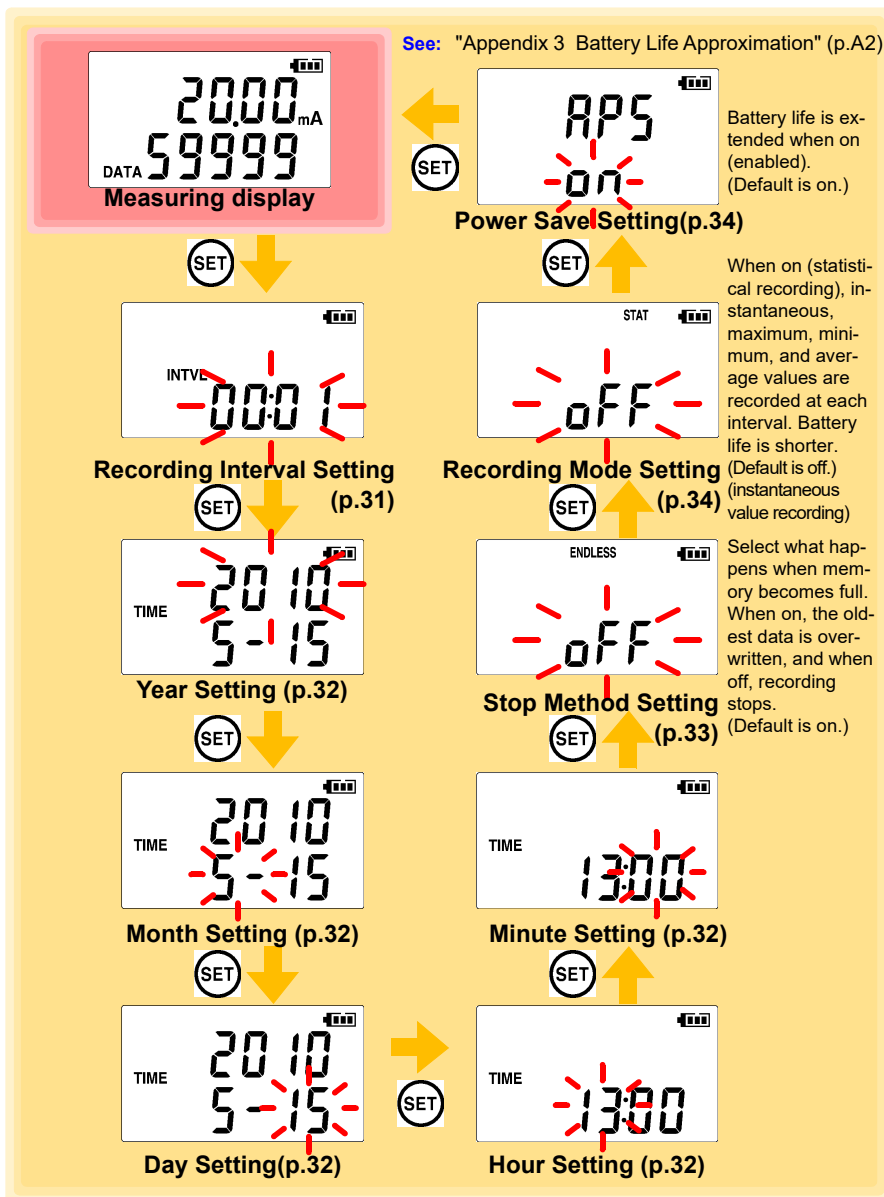 See: "Appendix 3 Battery Life Approximation" (p.A2)
20.00 mA
DATA 59999
Measuring display
SET
APS
on
Power Save Setting(p.34)
Battery life is ex-
tended when on
(enabled).
(Default is on.)
SET
SET
INTVL
00:01
Recording Interval Setting
(p.31)
STAT
oFF
Recording Mode Setting
(p.34)
When on (statisti-
cal recording), in-
stantaneous,
maximum, mini-
mum, and aver-
age values are
recorded at each
interval. Battery
life is shorter.
(Default is off.)
(instantaneous
value recording)
SET
SET
TIME
2010
5-15
Year Setting (p.32)
ENDLESS
oFF
Stop Method Setting
(p.33)
Select what hap-
pens when mem-
ory becomes full.
When on, the old-
est data is over-
written, and when
off, recording
stops.
(Default is on.)
SET
SET
TIME
2010
5-15
Month Setting (p.32)
TIME
13:00
Minute Setting (p.32)
SET
SET
TIME
2010
5-15
Day Setting(p.32)
SET
TIME
13:00
Hour Setting (p.32)